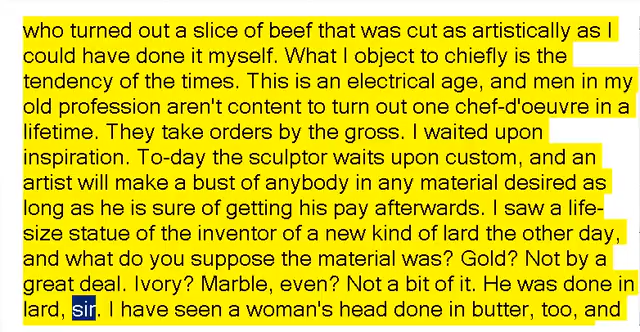 who turned out a slice of beef that was cut as artistically as I
could have done it myself. What I object to chiefly is the
tendency of the times. This is an electrical age, and men in my
old profession aren't content to turn out one chef-d'oeuvre in a
lifetime. They take orders by the gross. I waited upon
inspiration. To-day the sculptor waits upon custom, and an
artist will make a bust of anybody in any material desired as
long as he is sure of getting his pay afterwards. I saw a life-
size statue of the inventor of a new kind of lard the other day,
and what do you suppose the material was? Gold? Not by a
great deal. Ivory? Marble, even? Not a bit of it. He was done in
lard, sir. I have seen a woman's head done in butter, too, and